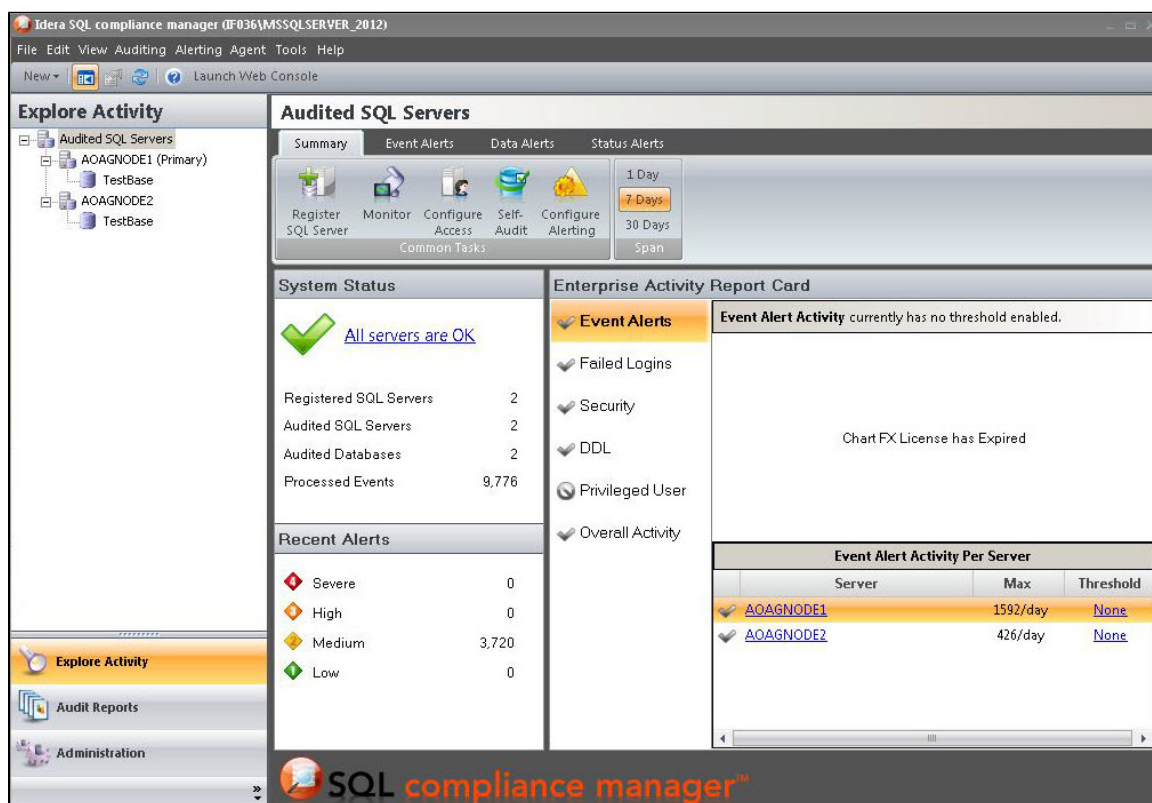 Idera SQL compliance manager (IF036\MSSQLSERVER_2012)
File Edit View Auditing Alerting Agent Tools Help
New Launch Web Console
Explore Activity
Audited SQL Servers
AOAGNODE1 (Primary)
TestBase
AOAGNODE2
TestBase
Explore Activity
Audit Reports
Administration
Audited SQL Servers
Summary Event Alerts Data Alerts Status Alerts
Register SQL Server
Monitor
Configure Access
Self-Audit
Configure Alerting
Common Tasks
1 Day
7 Days
30 Days
Span
System Status
All servers are OK
Registered SQL Servers 2
Audited SQL Servers 2
Audited Databases 2
Processed Events 9,776
Recent Alerts
4 Severe 0
3 High 0
2 Medium 3,720
1 Low 0
Enterprise Activity Report Card
Event Alerts
Failed Logins
Security
DDL
Privileged User
Overall Activity
Event Alert Activity currently has no threshold enabled.
Chart FX License has Expired
Event Alert Activity Per Server
Server Max Threshold
AOAGNODE1 1592/day None
AOAGNODE2 426/day None
SQL compliance manager™